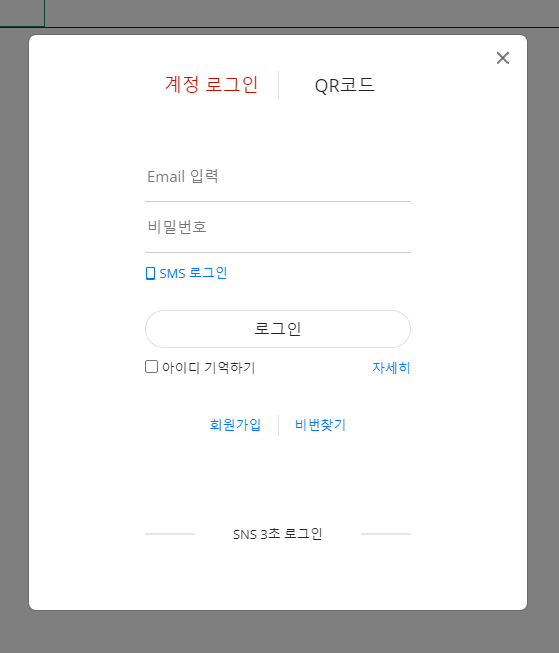 계정 로그인
QR코드
Email 입력
비밀번호
SMS 로그인
로그인
아이디 기억하기
자세히
회원가입
비번찾기
SNS 3초 로그인